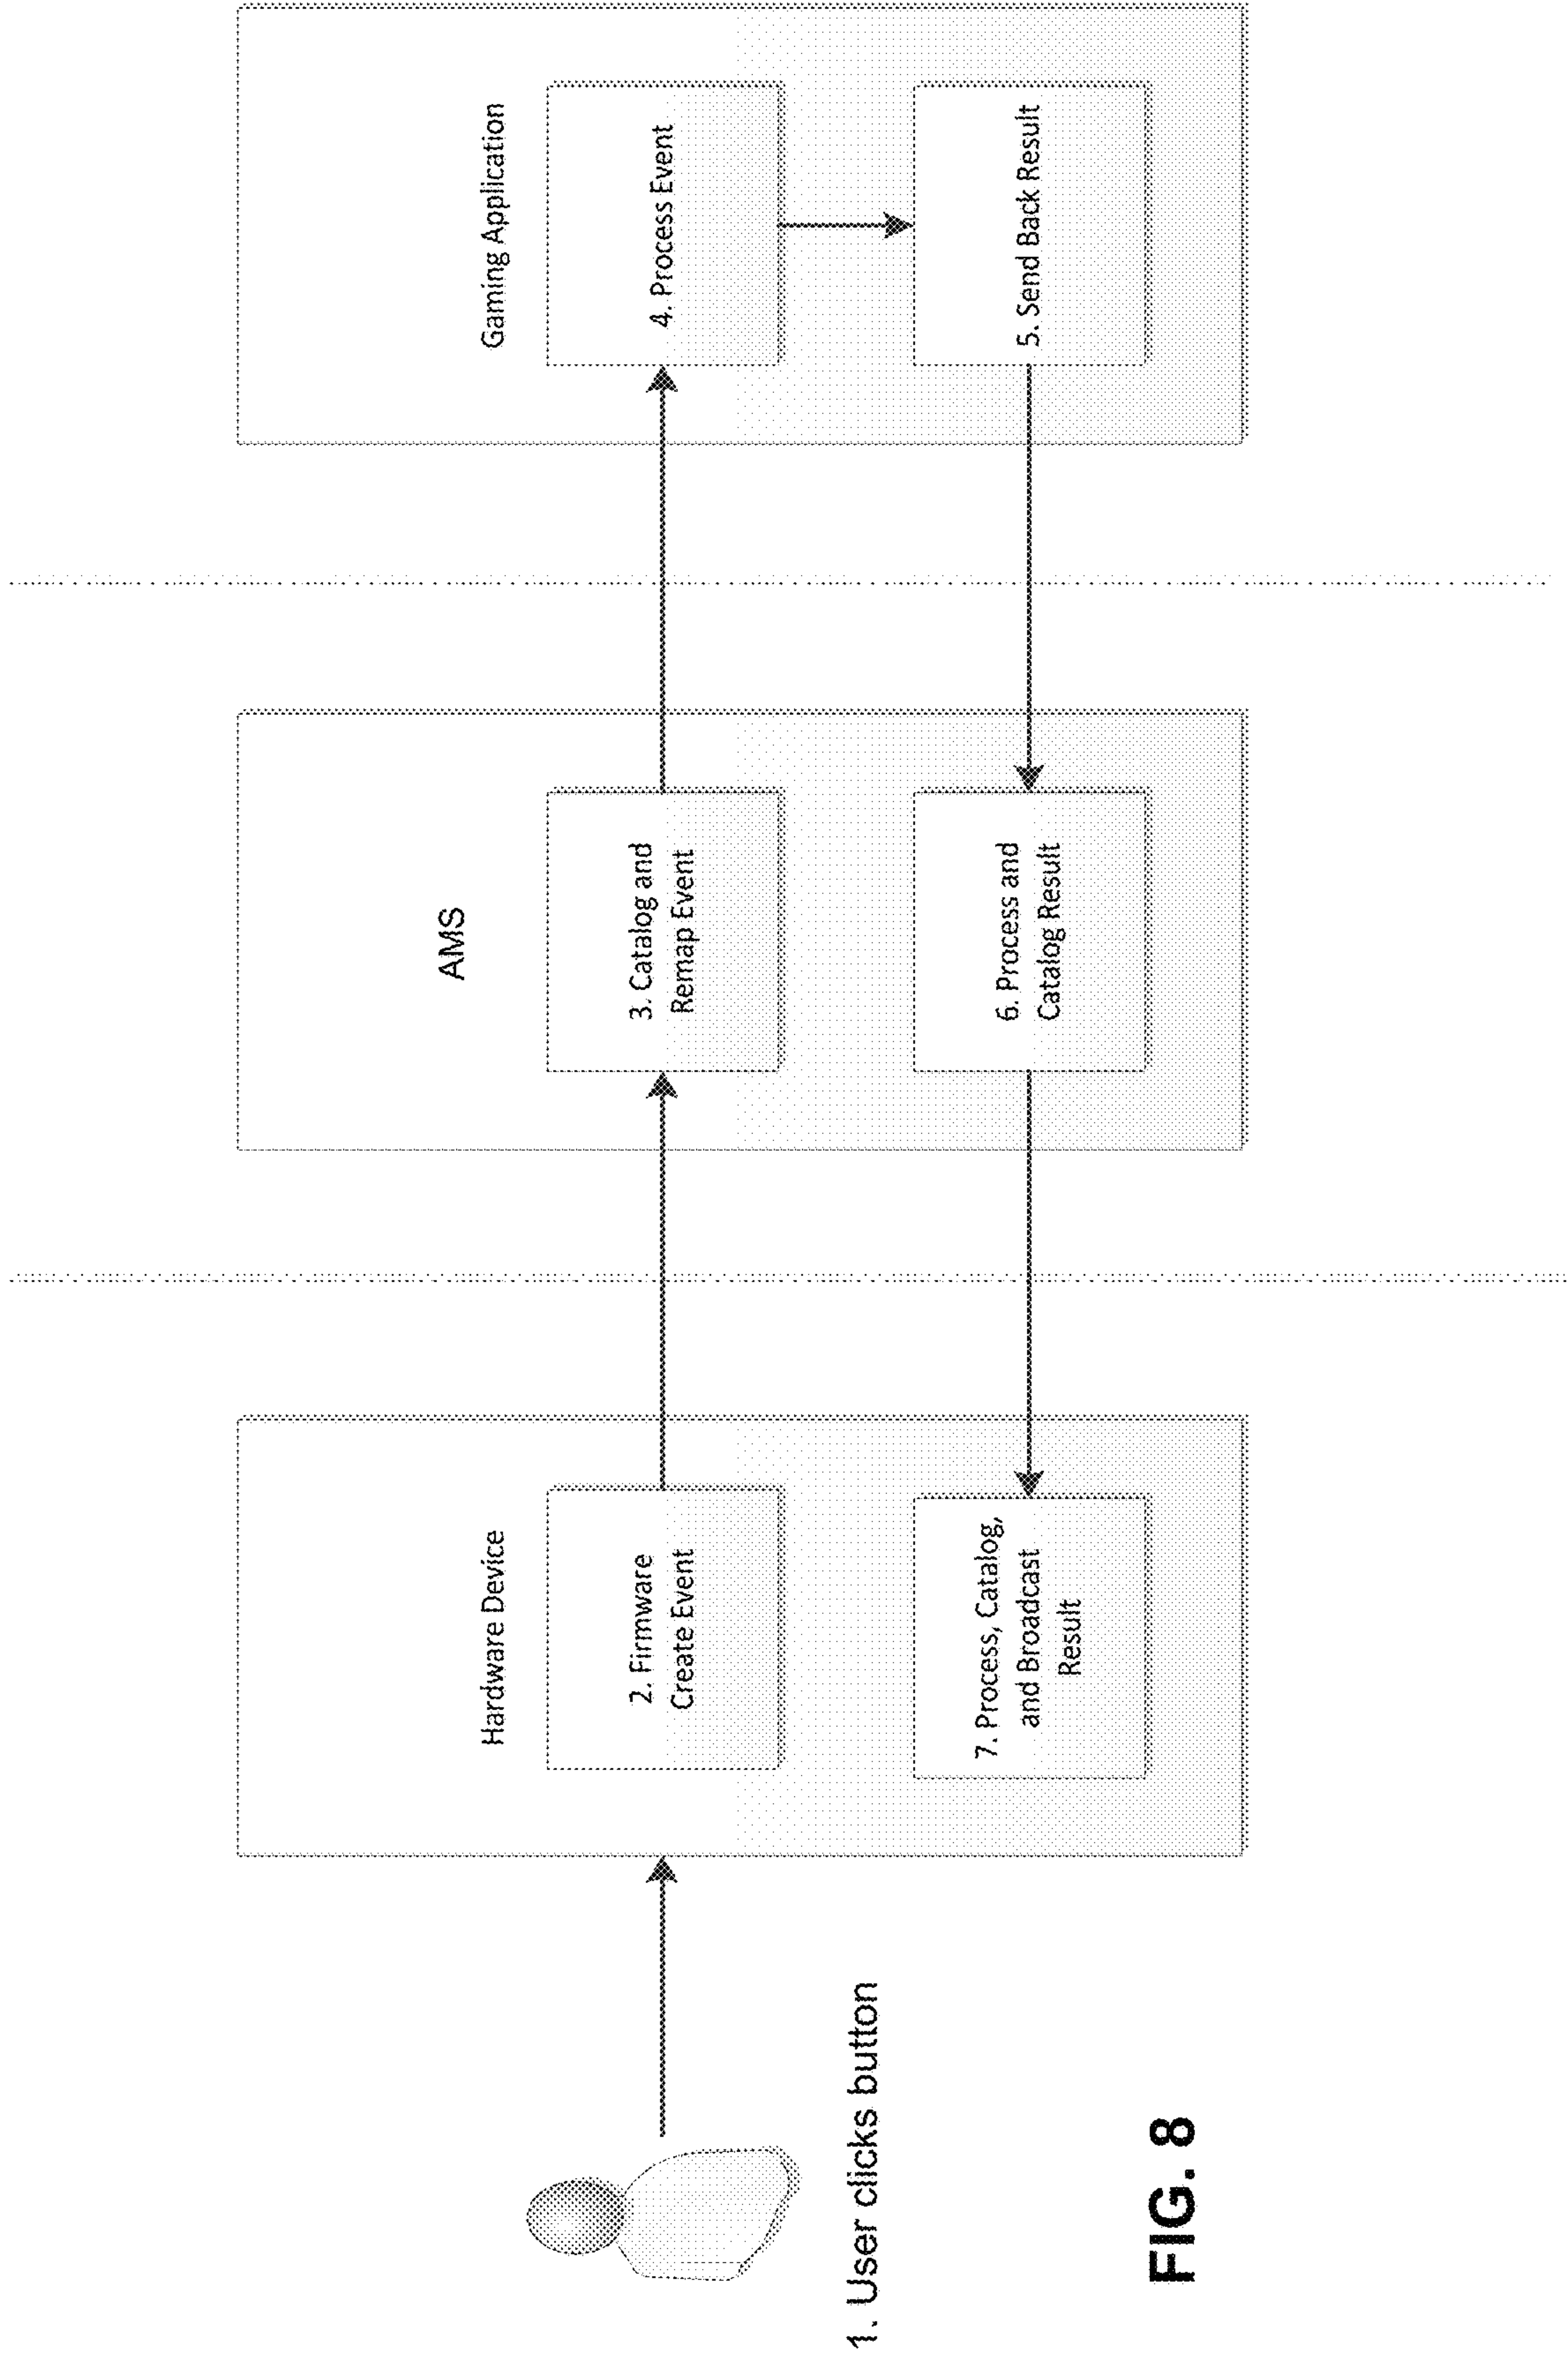 Hardware Device
AMS
Gaming Application
1. User clicks button
2. Firmware
Create Event
3. Catalog and
Remap Event
4. Process Event
5. Send Back Result
6. Process and
Catalog Result
7. Process, Catalog,
and Broadcast
Result
FIG. 8